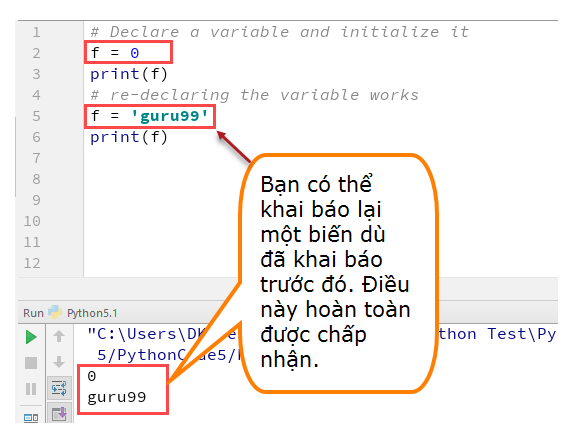 1 # Declare a variable and initialize it
2 f = 0
3 print(f)
4 # re-declaring the variable works
5 f = 'guru99'
6 print(f)
7
8
9
10
11
12
Bạn có thể
khai báo lại
một biến dù
đã khai báo
trước đó. Điều
này hoàn toàn
được chấp
nhận.
Run Python5.1
"C:\Users\DK thon Test\Py
5/PythonCode5/
0
guru99